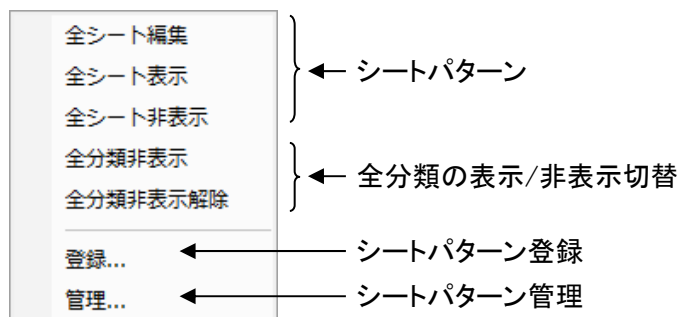 全シート編集
全シート表示
全シート非表示
シートパターン
全分類非表示
全分類非表示解除
全分類の表示/非表示切替
登録...
シートパターン登録
管理...
シートパターン管理